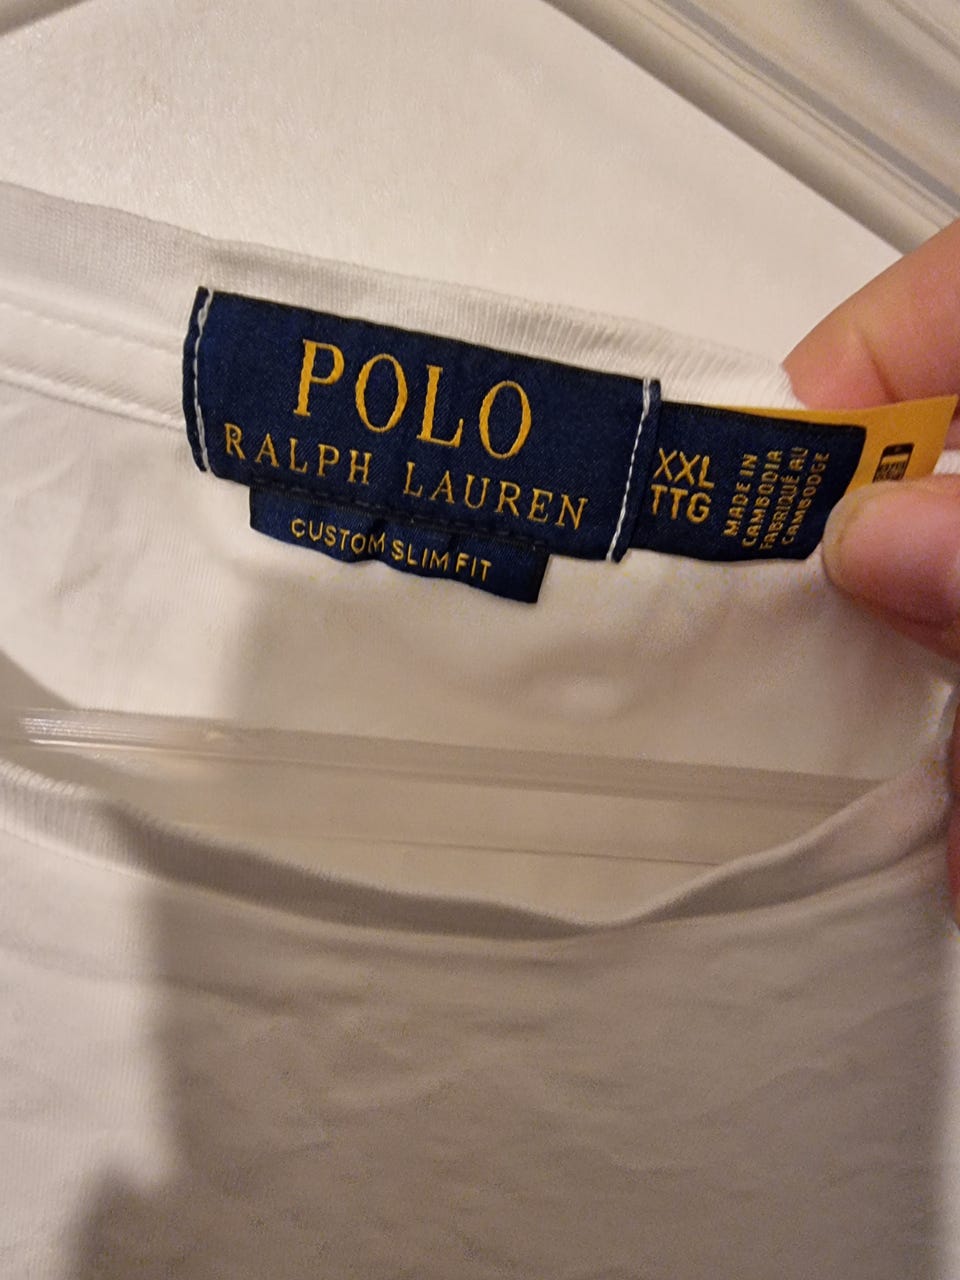 POLO
RALPH LAUREN
CUSTOM SLIM FIT
XXL
TTG
MADE IN
CAMBODIA
FABRIQUÉ AU
CAMBODGE